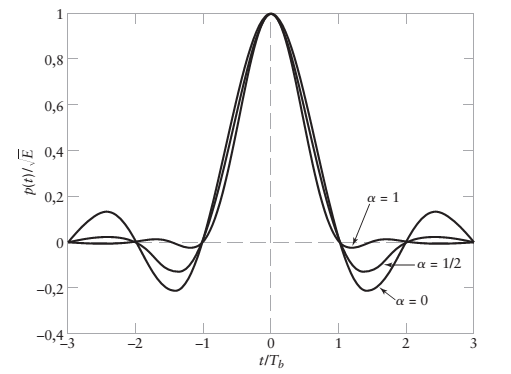 1
0,8
0,6
0,4
0,2
0
−0,2
−0,4
p(t)/√E
α = 1
α = 1/2
α = 0
−3 −2 −1 0 1 2 3
t/T_b